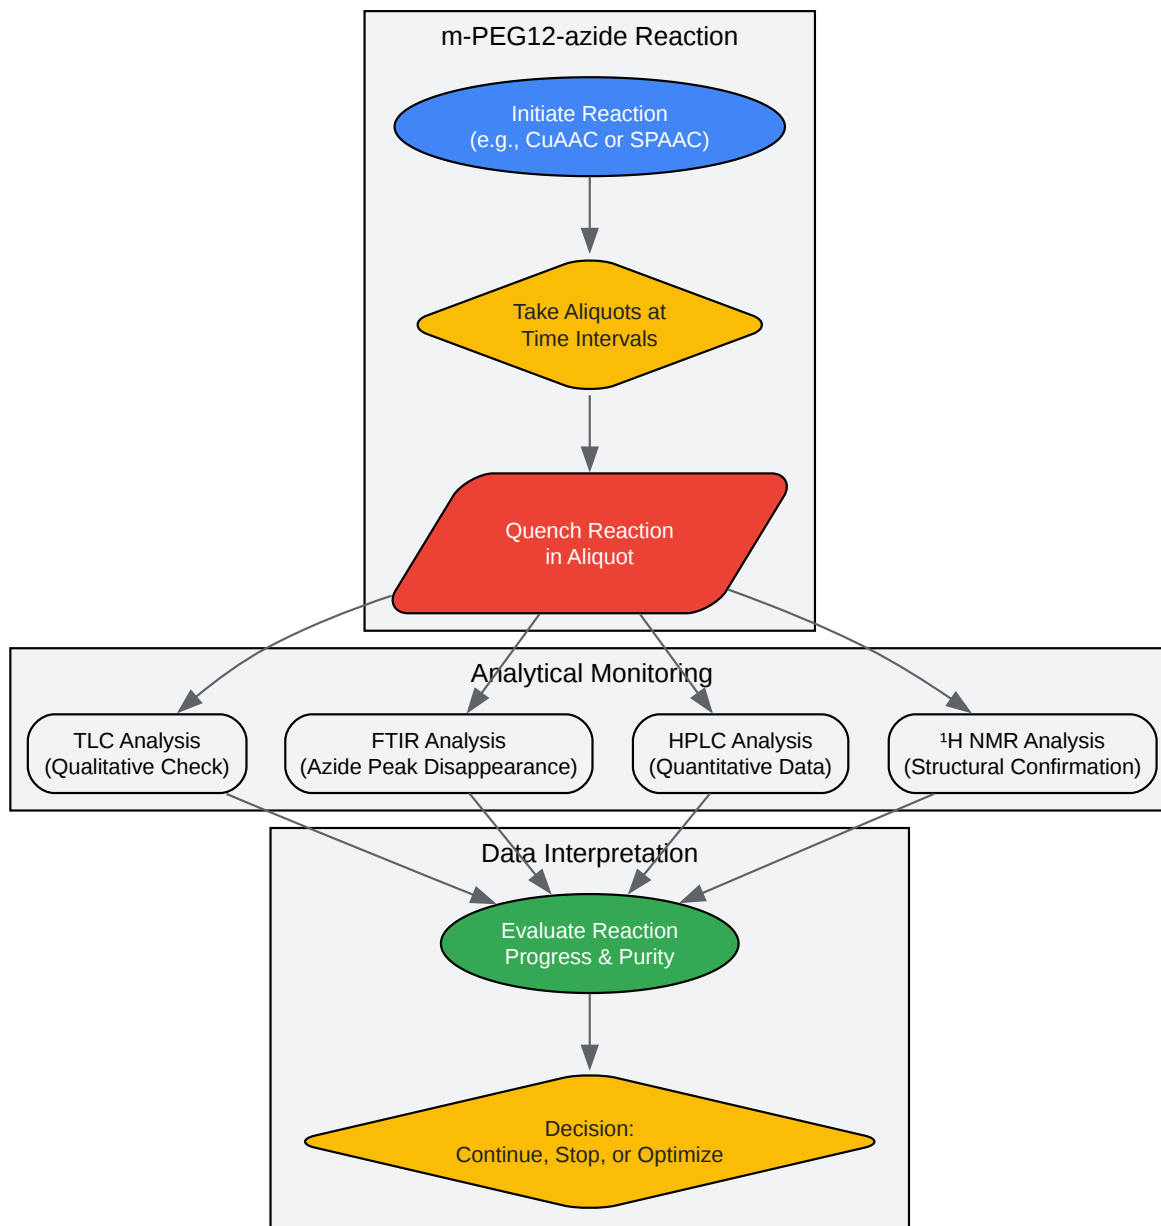 m-PEG12-azide Reaction
Initiate Reaction
(e.g., CuAAC or SPAAC)
Take Aliquots at
Time Intervals
Quench Reaction
in Aliquot
Analytical Monitoring
TLC Analysis
(Qualitative Check)
FTIR Analysis
(Azide Peak Disappearance)
HPLC Analysis
(Quantitative Data)
¹H NMR Analysis
(Structural Confirmation)
Data Interpretation
Evaluate Reaction
Progress & Purity
Decision:
Continue, Stop, or Optimize